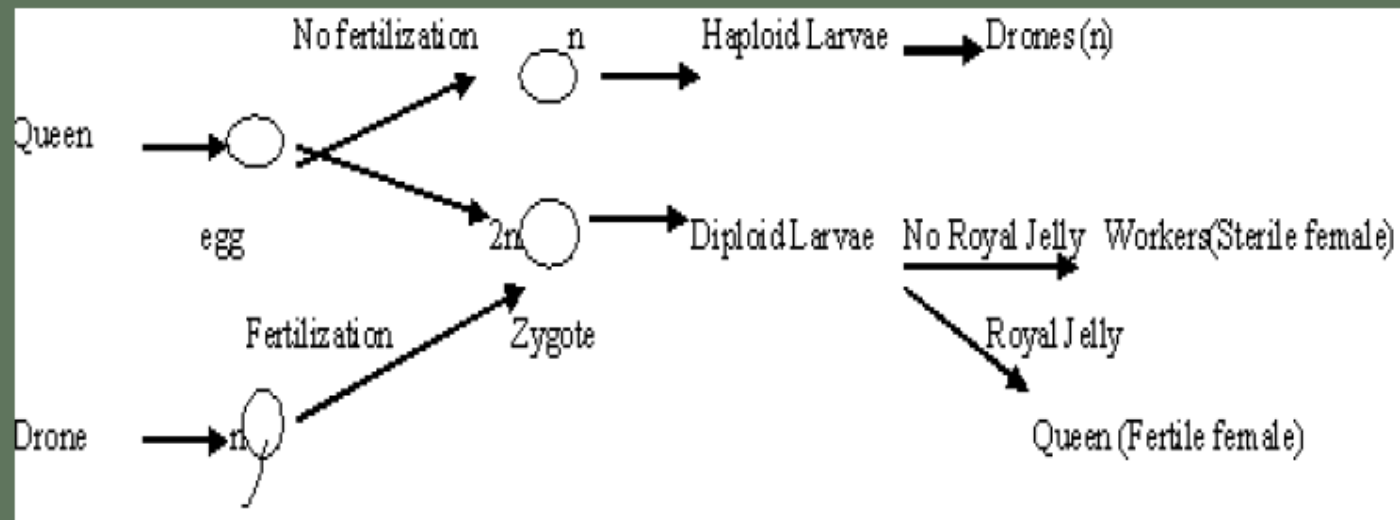 No fertilization n Haploid Larvae Drones (n)
Queen
egg 2n Diploid Larvae No Royal Jelly Workers(Sterile female)
Fertilization Zygote Royal Jelly
Drone n Queen (Fertile female)